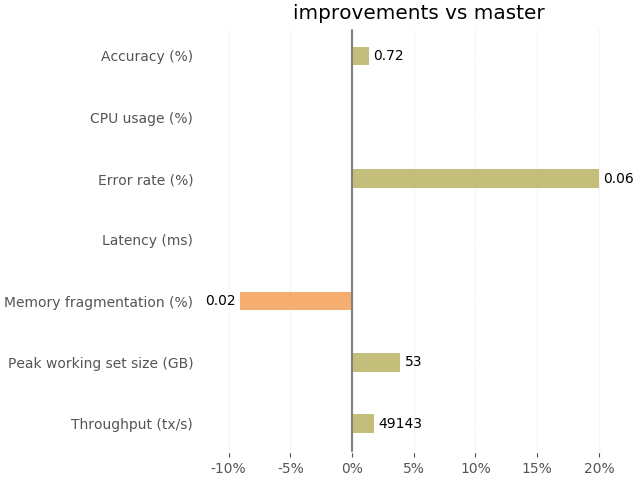 improvements vs master
Accuracy (%)
0.72
CPU usage (%)
Error rate (%)
0.06
Latency (ms)
Memory fragmentation (%)
0.02
Peak working set size (GB)
53
Throughput (tx/s)
49143
-10% -5% 0% 5% 10% 15% 20%